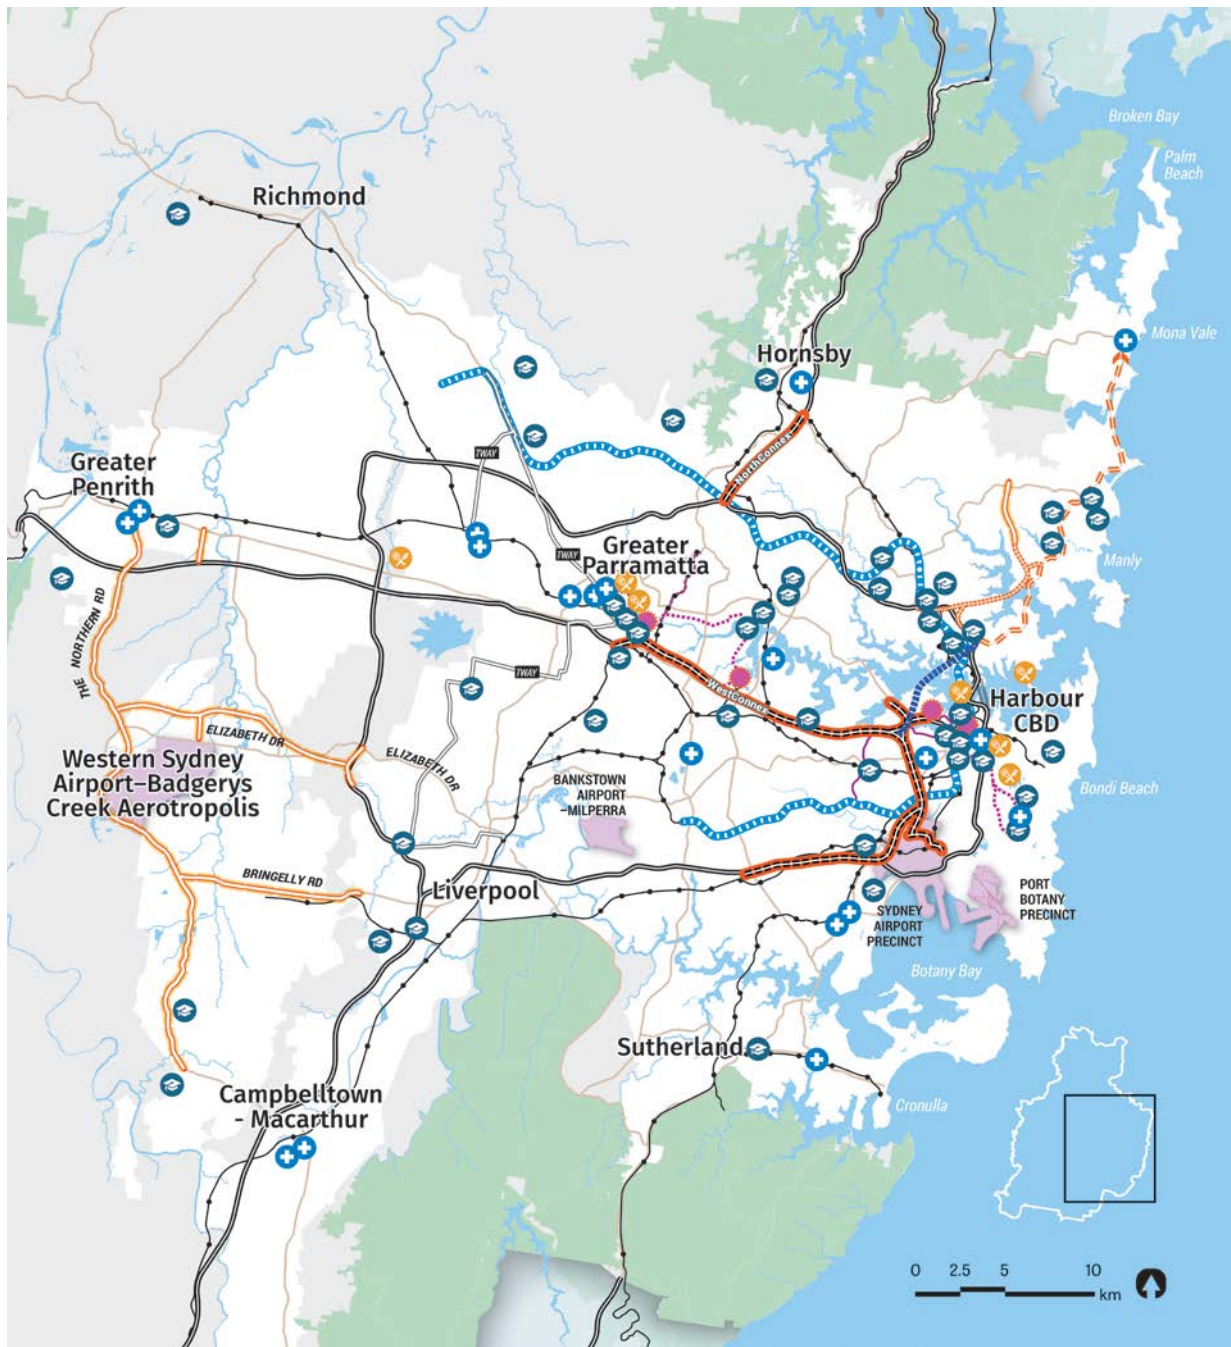 Broken Bay
Palm
Beach
Richmond
Mona Vale
Hornsby
NorthConnex
TWAY
Greater
Penrith
TWAY
Greater
Parramatta
Manly
THE NORTHERN RD
TWAY
WestConnex
Harbour
CBD
ELIZABETH DR
ELIZABETH DR
Western Sydney
Airport–Badgerys
Creek Aerotropolis
BANKSTOWN
AIRPORT
–MILPERRA
Bondi Beach
BRINGELLY RD
Liverpool
PORT
BOTANY
PRECINCT
SYDNEY
AIRPORT
PRECINCT
Botany Bay
Sutherland
Campbelltown
- Macarthur
Cronulla
0 2.5 5 10
km